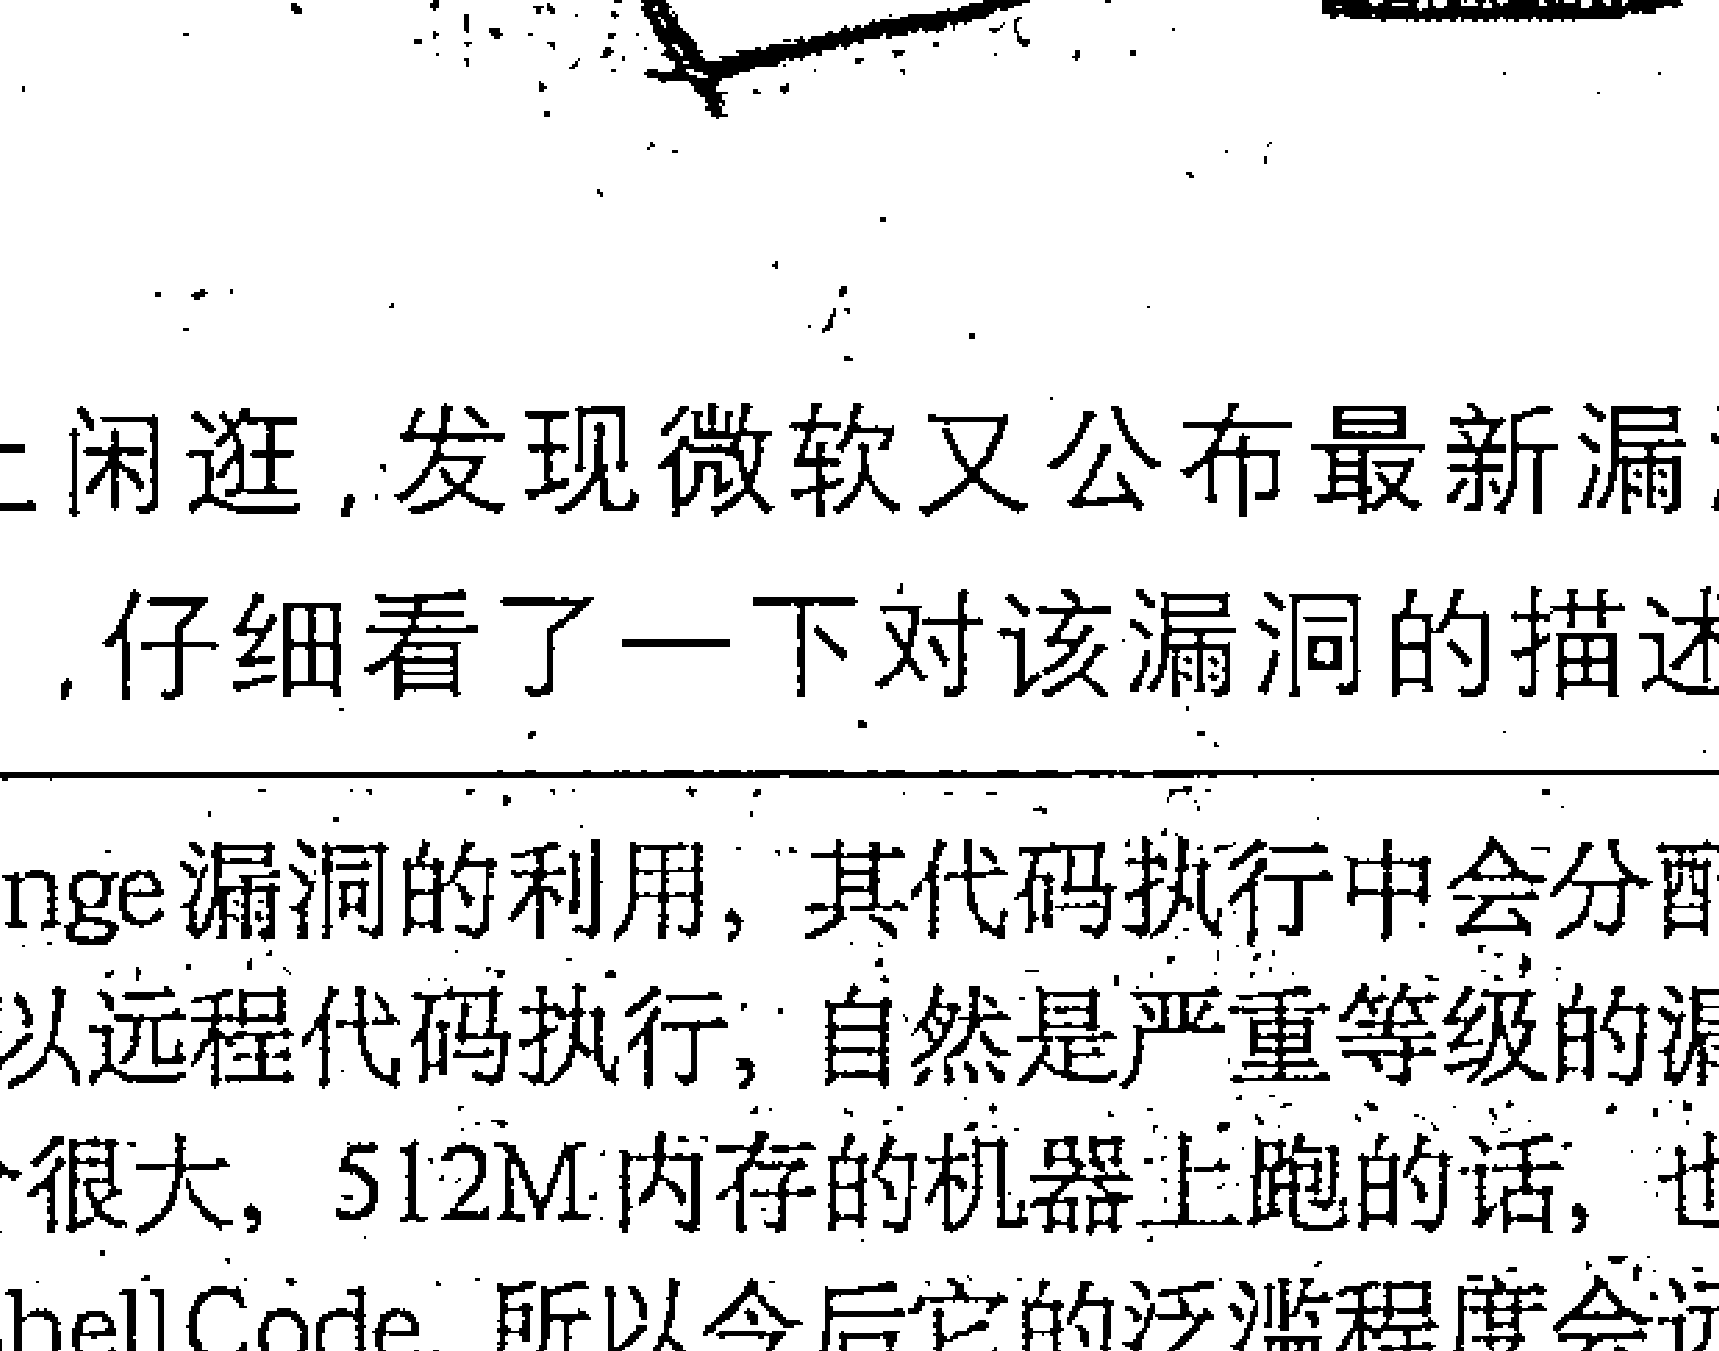 上闲逛,发现微软又公布最新漏
,仔细看了一下对该漏洞的描述
nge漏洞的利用，其代码执行中会分配
以远程代码执行；自然是严重等级的漏
很大，512M内存的机器上跑的话，也
hellCode，所以今后它的泛滥程度会远